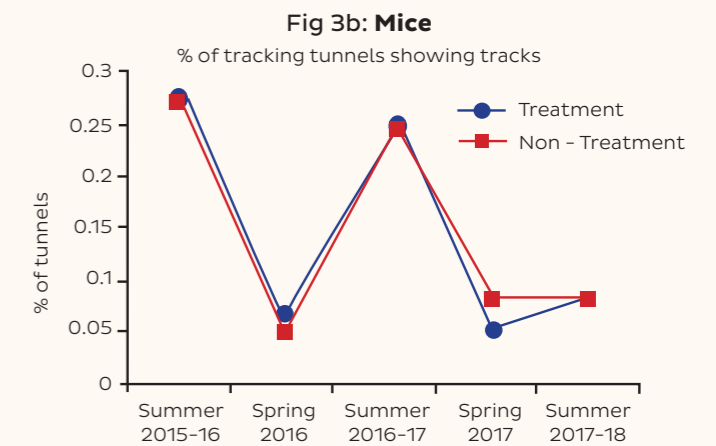 Fig 3b: Mice
% of tracking tunnels showing tracks
0.3
0.25
0.2
0.15
0.1
0.05
0
% of tunnels
Treatment
Non - Treatment
Summer
2015-16
Spring
2016
Summer
2016-17
Spring
2017
Summer
2017-18